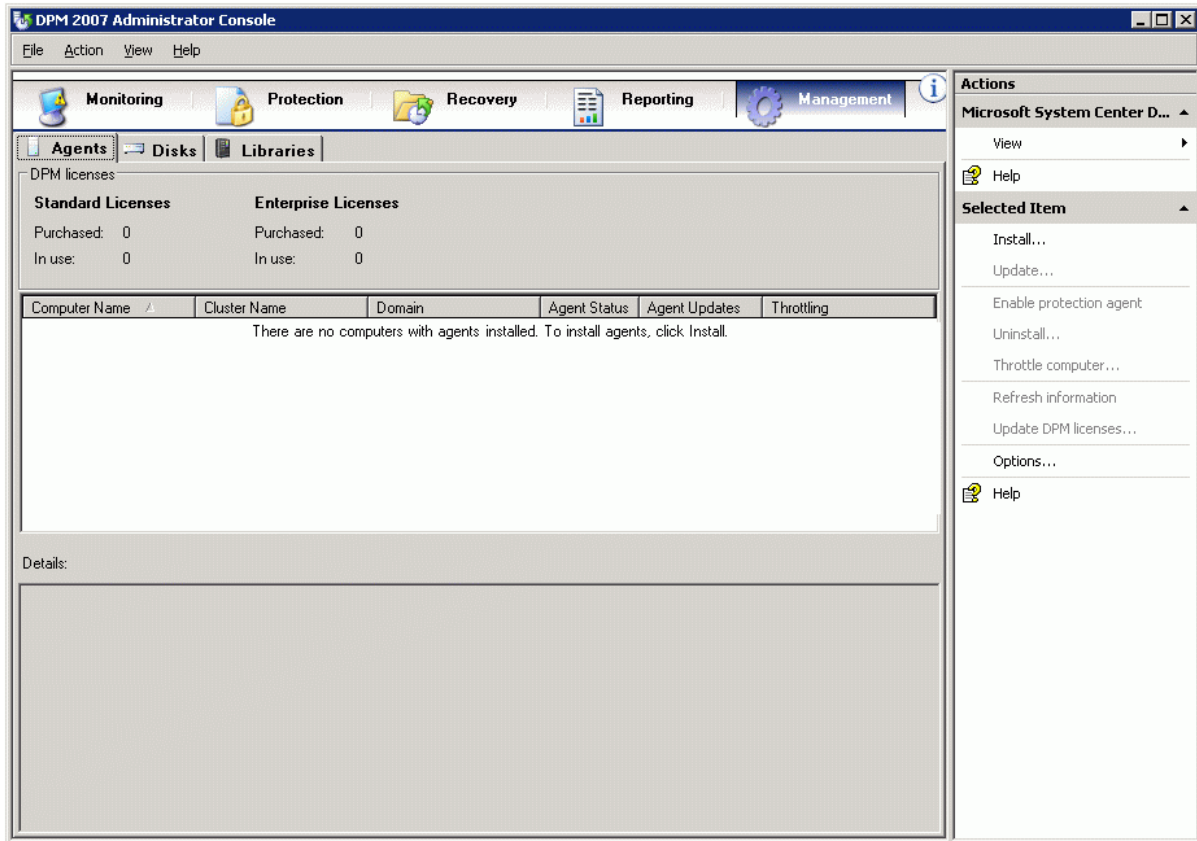 DPM 2007 Administrator Console
File Action View Help
Monitoring Protection Recovery Reporting Management
Agents Disks Libraries
DPM licenses
Standard Licenses Enterprise Licenses
Purchased: 0 Purchased: 0
In use: 0 In use: 0
Computer Name Cluster Name Domain Agent Status Agent Updates Throttling
There are no computers with agents installed. To install agents, click Install.
Details:
Actions
Microsoft System Center D...
View
Help
Selected Item
Install...
Update...
Enable protection agent
Uninstall...
Throttle computer...
Refresh information
Update DPM licenses...
Options...
Help